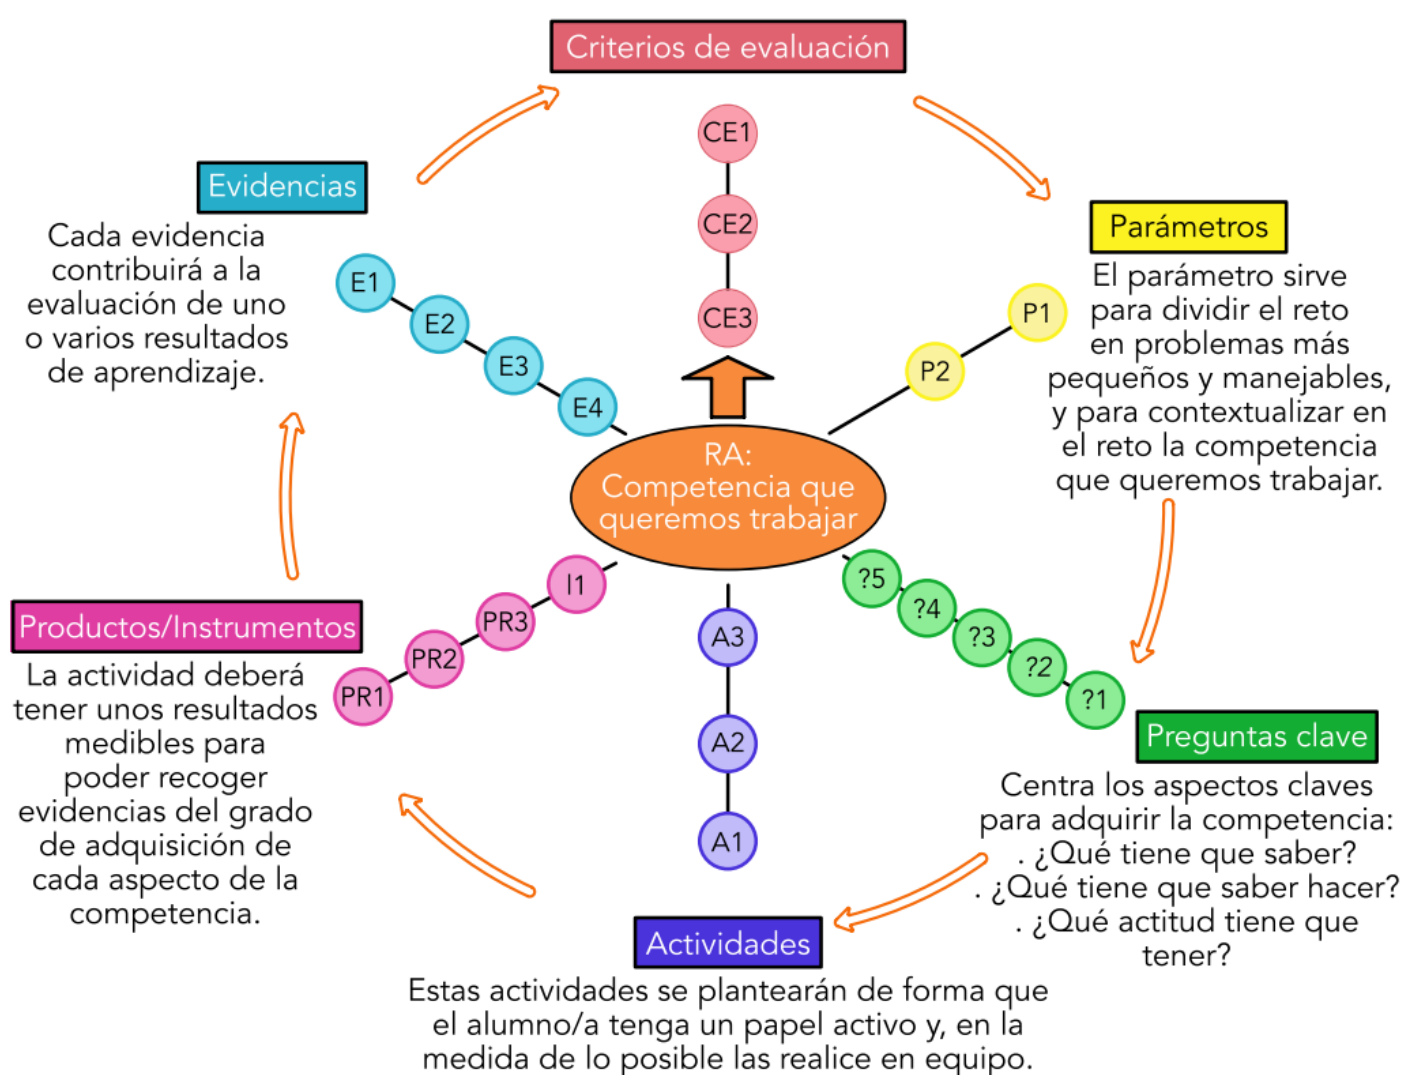 Criterios de evaluación
CE1
CE2
CE3
Parámetros
El parámetro sirve
para dividir el reto
en problemas más
pequeños y manejables,
y para contextualizar en
el reto la competencia
que queremos trabajar.
P1
P2
Preguntas clave
Centra los aspectos claves
para adquirir la competencia:
. ¿Qué tiene que saber?
. ¿Qué tiene que saber hacer?
. ¿Qué actitud tiene que
tener?
?5
?4
?3
?2
?1
Actividades
Estas actividades se plantearán de forma que
el alumno/a tenga un papel activo y, en la
medida de lo posible las realice en equipo.
A3
A2
A1
Productos/Instrumentos
La actividad deberá
tener unos resultados
medibles para
poder recoger
evidencias del grado
de adquisición de
cada aspecto de la
competencia.
PR1
PR2
PR3
I1
Evidencias
Cada evidencia
contribuirá a la
evaluación de uno
o varios resultados
de aprendizaje.
E1
E2
E3
E4
RA:
Competencia que
queremos trabajar